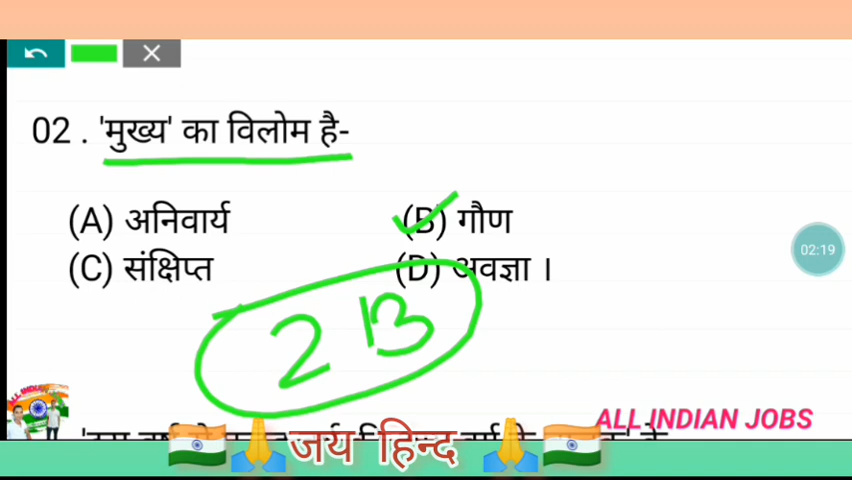 02 . 'मुख्य' का विलोम है-
(A) अनिवार्य (B) गौण
(C) संक्षिप्त (D) अवज्ञा ।
02:19
2 B
ALL INDIAN JOBS
जय हिन्द